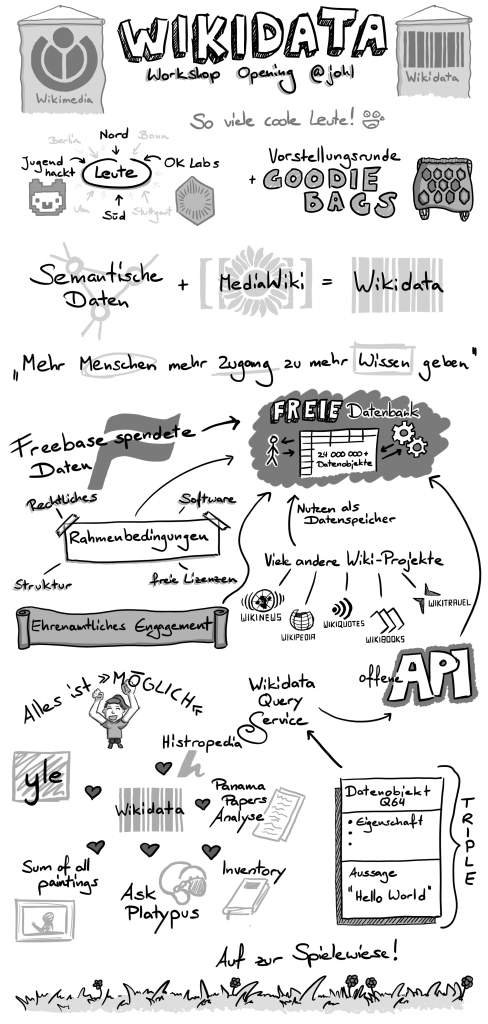 WIKIDATA
Workshop Opening @johl
Wikimedia
Wikidata
So viele coole Leute!
Berlin
Nord
Bonn
Jugend
hackt
Leute
OK Labs
Ulm
Süd
Stuttgart
+ Vorstellungsrunde
GOODIE
BAGS
Semantische
Daten
+
[MediaWiki]
=
Wikidata
"Mehr Menschen mehr Zugang zu mehr Wissen geben"
FREIE Datenbank
24 000 000+
Datenobjekte
Freebase spendete
Daten
Rechtliches
Software
Rahmenbedingungen
Struktur
freie Lizenzen
Nutzen als
Datenspeicher
Viele andere Wiki-Projekte
WIKINEWS
WIKIPEDIA
WIKIQUOTES
WIKIBOOKS
WIKITRAVEL
Ehrenamtliches Engagement
offene API
Alles ist »MÖGLICH«
Wikidata
Query
Service
Histropedia
h
yle
Wikidata
Panama
Papers
Analyse
Sum of all
paintings
Ask
Platypus
Inventory
Datenobjekt
Q64
• Eigenschaft
•
•
Aussage
"Hello World"
TRIPLE
Auf zur Spielewiese!